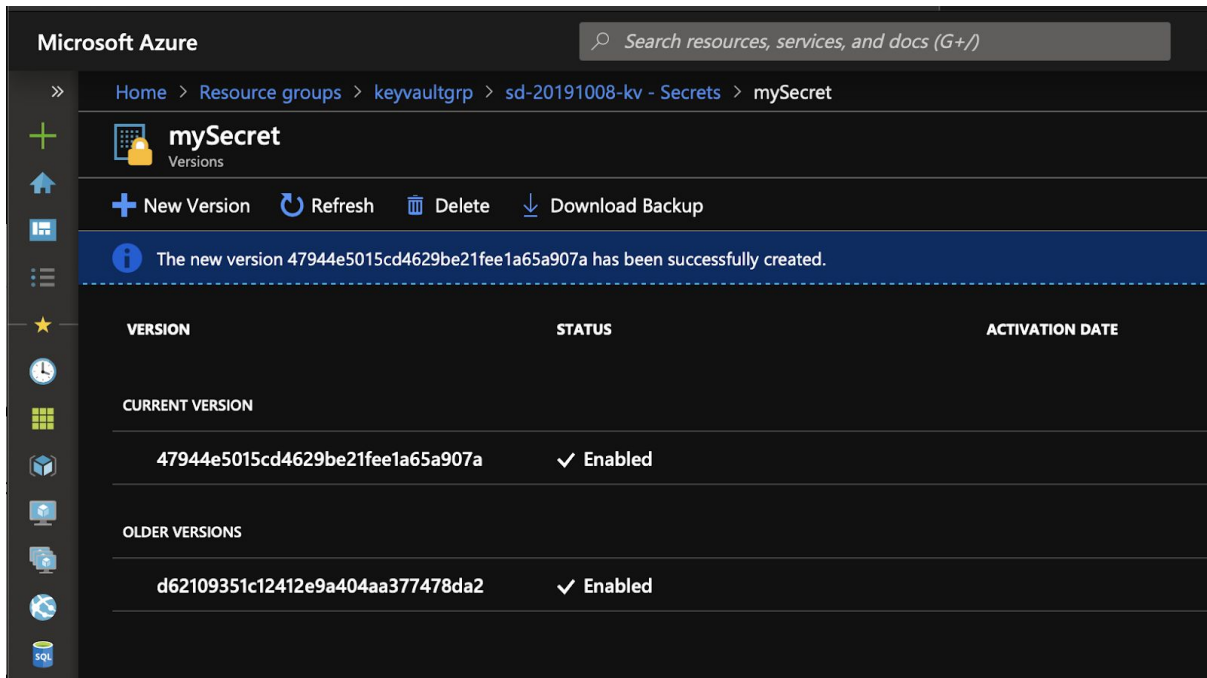 Microsoft Azure
Search resources, services, and docs (G+/)
» Home > Resource groups > keyvaultgrp > sd-20191008-kv - Secrets > mySecret
mySecret
Versions
New Version Refresh Delete Download Backup
The new version 47944e5015cd4629be21fee1a65a907a has been successfully created.
VERSION STATUS ACTIVATION DATE
CURRENT VERSION
47944e5015cd4629be21fee1a65a907a Enabled
OLDER VERSIONS
d62109351c12412e9a404aa377478da2 Enabled
SQL